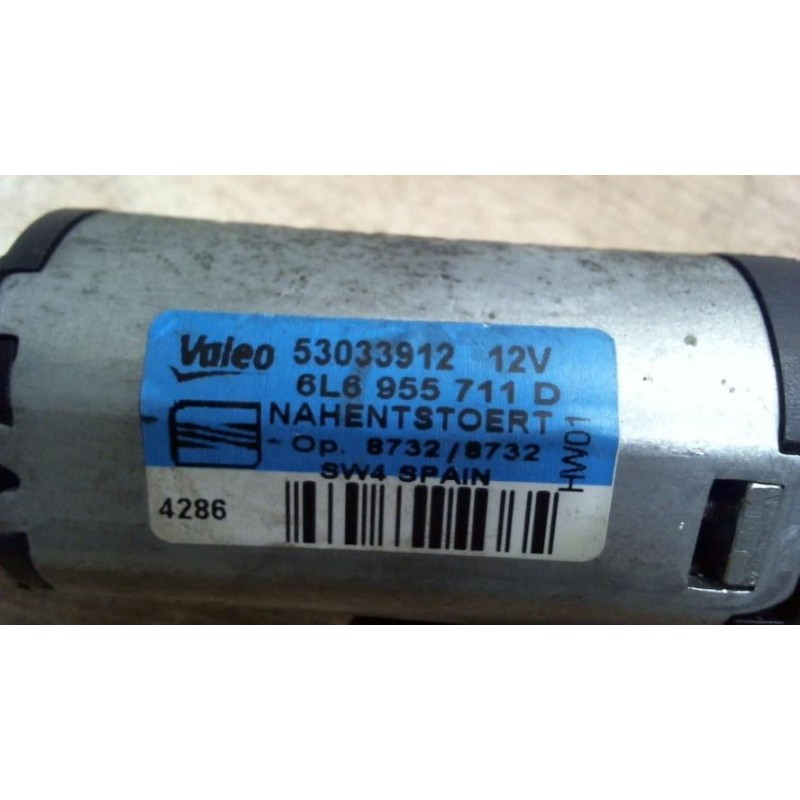 Valeo 53033912 12V
6L6 955 711 D
NAHENTSTOERT
Op. 8732/8732
SW4 SPAIN
HW01
4286